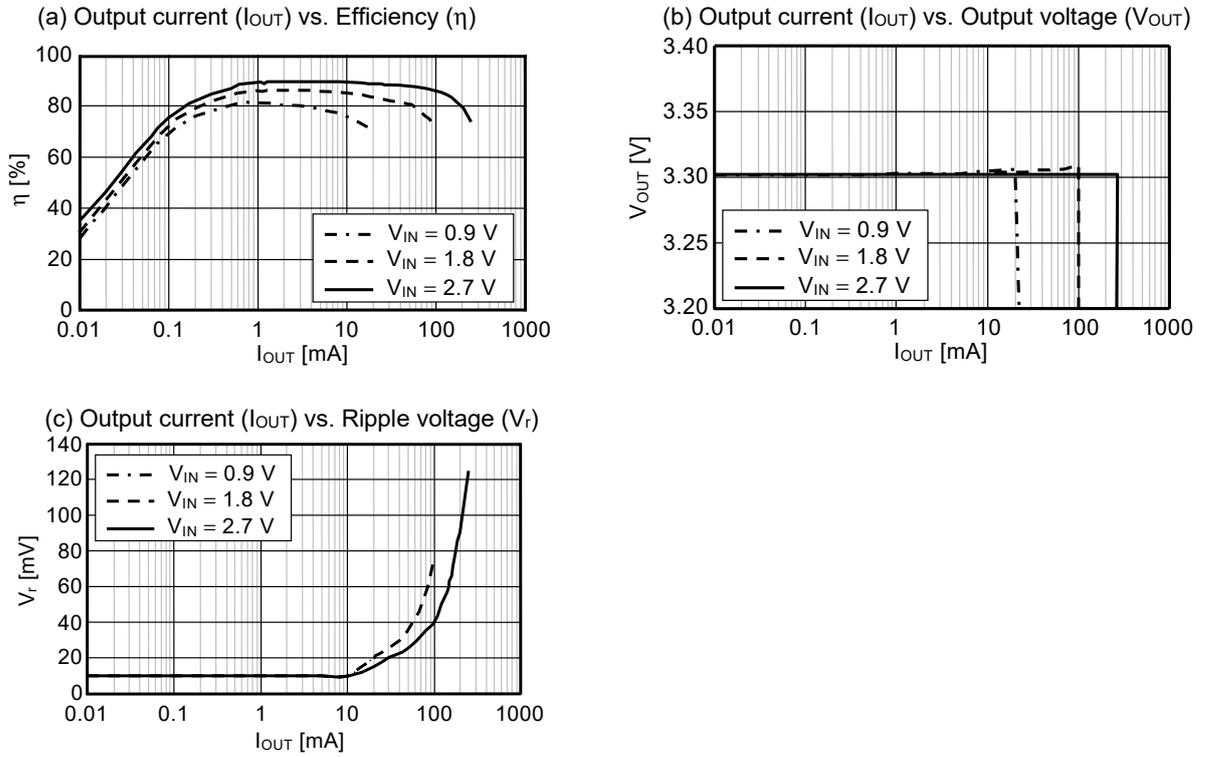 (a) Output current (IOUT) vs. Efficiency (η)
100
80
60
40
20
0
η [%]
VIN = 0.9 V
VIN = 1.8 V
VIN = 2.7 V
0.01 0.1 1 10 100 1000
IOUT [mA]
(b) Output current (IOUT) vs. Output voltage (VOUT)
3.40
3.35
3.30
3.25
3.20
VOUT [V]
VIN = 0.9 V
VIN = 1.8 V
VIN = 2.7 V
0.01 0.1 1 10 100 1000
IOUT [mA]
(c) Output current (IOUT) vs. Ripple voltage (Vr)
140
120
100
80
60
40
20
0
Vr [mV]
VIN = 0.9 V
VIN = 1.8 V
VIN = 2.7 V
0.01 0.1 1 10 100 1000
IOUT [mA]